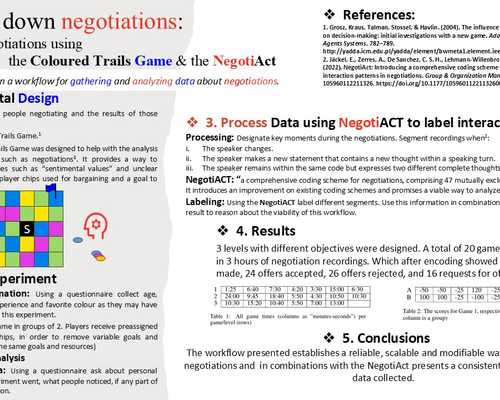 down negotiations:
otiations using
the Coloured Trails Game & the NegotiAct
n a workflow for gathering and analyzing data about negotiations.
tal Design
people negotiating and the results of those
Trails Game.¹
ils Game was designed to help with the analysis
such as negotiations². It provides a way to
es such as "sentimental values" and unclear
player chips used for bargaining and a goal to
S
xperiment
mation: Using a questionnaire collect age,
perience and favorite colour as they may have
this experiment.
ame in groups of 2. Players receive preassigned
hips, in order to remove variable goals and
he same goals and resources)
alysis
a: Using a questionnaire ask about personal
riment went, what people noticed, if any part of
on.
❖ References:
1. Grosz, Kraus, Talman, Stossel, & Havlin. (2004). The influence
on decision-making: initial investigations with a new game.
Agents Systems, 782–789.
http://yadda.icm.edu.pl/yadda/element/bwmeta1.element.iee
2. Jäckel, E., Zerres, A., De Sanchez, C. S. H., Lehmann-Willenbro
(2022). NegotiAct: Introducing a comprehensive coding scheme
interaction patterns in negotiations. Group & Organization Man
105960112211326. https://doi.org/10.1177/1059601122113260
❖ 3. Process Data using NegotiACT to label interac
Processing: Designate key moments during the negotiations. Segment recordings when²:
i. The speaker changes.
ii. The speaker makes a new statement that contains a new thought within a speaking turn.
iii. The speaker remains within the same code but expresses two different complete thoughts
NegotiACT: "a comprehensive coding scheme for negotiations, comprising 47 mutually exclu
It introduces an improvement on existing coding schemes and promises a viable way to analyze
Labeling: Using the NegotiACT label different segments. Use this information in combination
result to reason about the viability of this workflow.
❖ 4. Results
3 levels with different objectives were designed. A total of 20 game
in 3 hours of negotiation recordings. Which after encoding showed
made, 24 offers accepted, 26 offers rejected, and 16 requests for of
1 1:25 6:40 7:30 4:20 3:30 15:00 6:30
2 24:00 9:45 18:40 5:50 4:30 10:50 10:30
3 10:30 15:20 10:40 5:50 7:00 13:00
Table 1: All game times (columns as "minutes-seconds") per
game/level (rows)
A -50 -50 -25 120 -25
B 100 100 -25 -25
Table 2: The scores for Game 1, respectiv
column is a group)
❖ 5. Conclusions
The workflow presented establishes a reliable, scalable and modifiable wa
negotiations and in combinations with the NegotiAct presents a consistent
data collected.